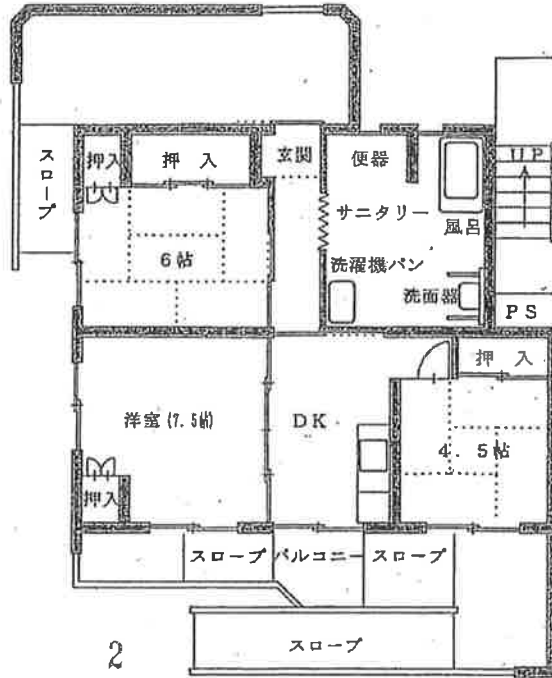 スロープ
押入
押 入
玄関
便器
UP
サニタリー
風呂
6帖
洗濯機パン
洗面器
PS
押 入
洋室(7.5帖)
DK
4.5帖
押入
スロープ
バルコニー
スロープ
スロープ
2